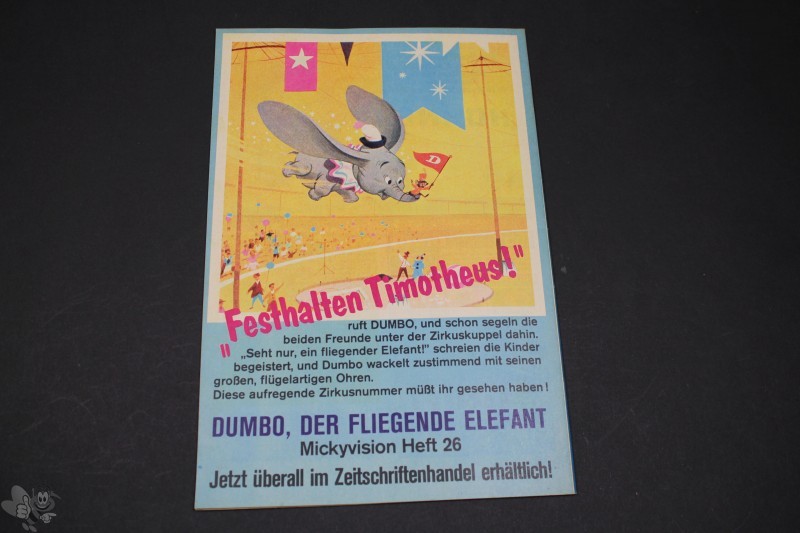 D
"Festhalten Timotheus!"
ruft DUMBO, und schon segeln die
beiden Freunde unter der Zirkuskuppel dahin.
„Seht nur, ein fliegender Elefant!" schreien die Kinder
begeistert, und Dumbo wackelt zustimmend mit seinen
großen, flügelartigen Ohren.
Diese aufregende Zirkusnummer müßt ihr gesehen haben!
DUMBO, DER FLIEGENDE ELEFANT
Mickyvision Heft 26
Jetzt überall im Zeitschriftenhandel erhältlich!